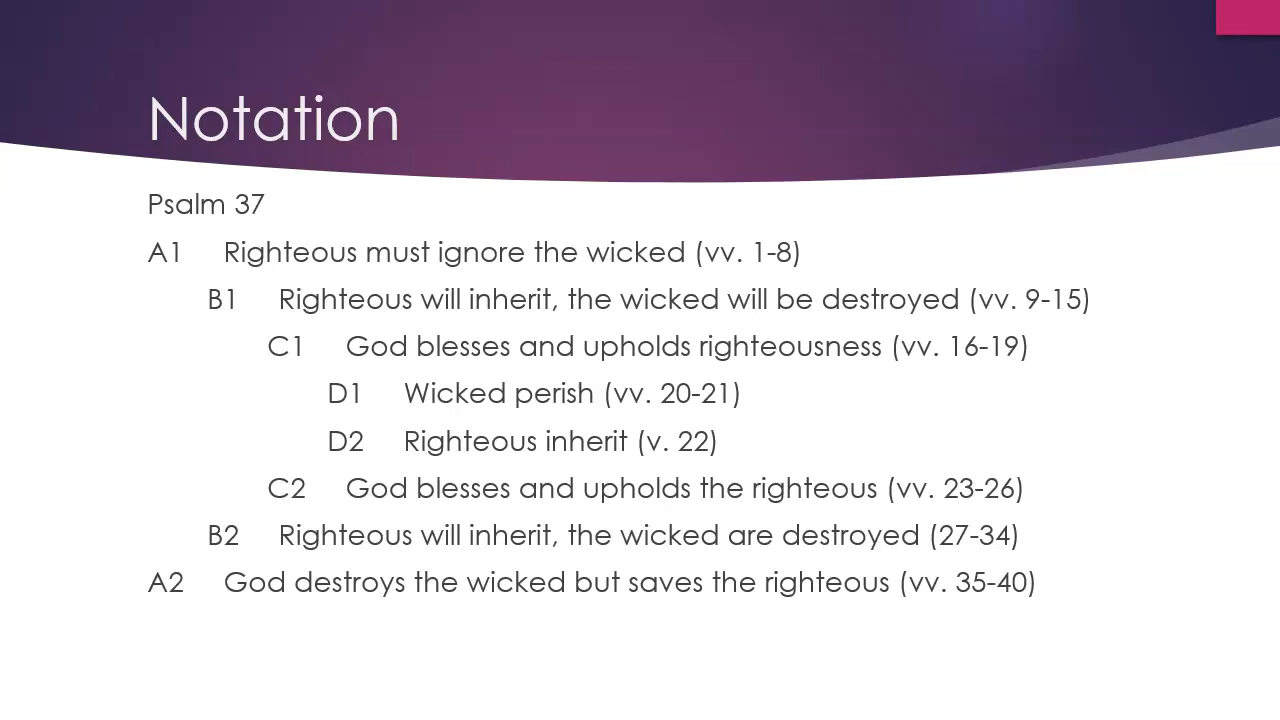 Notation
Psalm 37
A1 Righteous must ignore the wicked (vv. 1-8)
B1 Righteous will inherit, the wicked will be destroyed (vv. 9-15)
C1 God blesses and upholds righteousness (vv. 16-19)
D1 Wicked perish (vv. 20-21)
D2 Righteous inherit (v. 22)
C2 God blesses and upholds the righteous (vv. 23-26)
B2 Righteous will inherit, the wicked are destroyed (27-34)
A2 God destroys the wicked but saves the righteous (vv. 35-40)